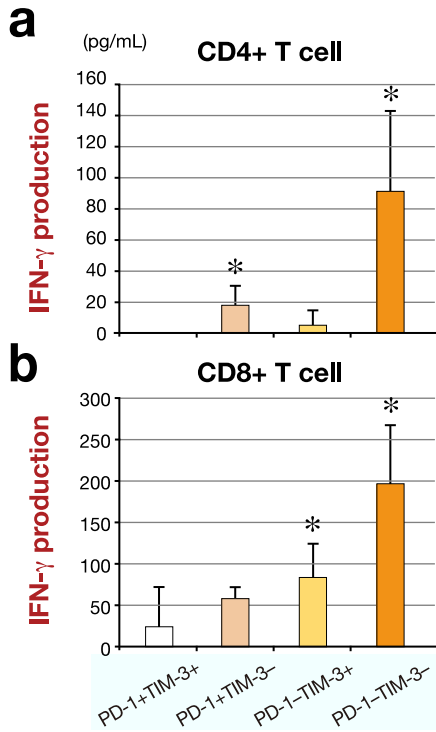 a
(pg/mL)
CD4+ T cell
IFN-γ production
160
140
120
100
80
60
40
20
0
*
*
b
CD8+ T cell
IFN-γ production
300
250
200
150
100
50
0
*
*
PD-1+TIM-3+
PD-1+TIM-3–
PD-1–TIM-3+
PD-1–TIM-3–